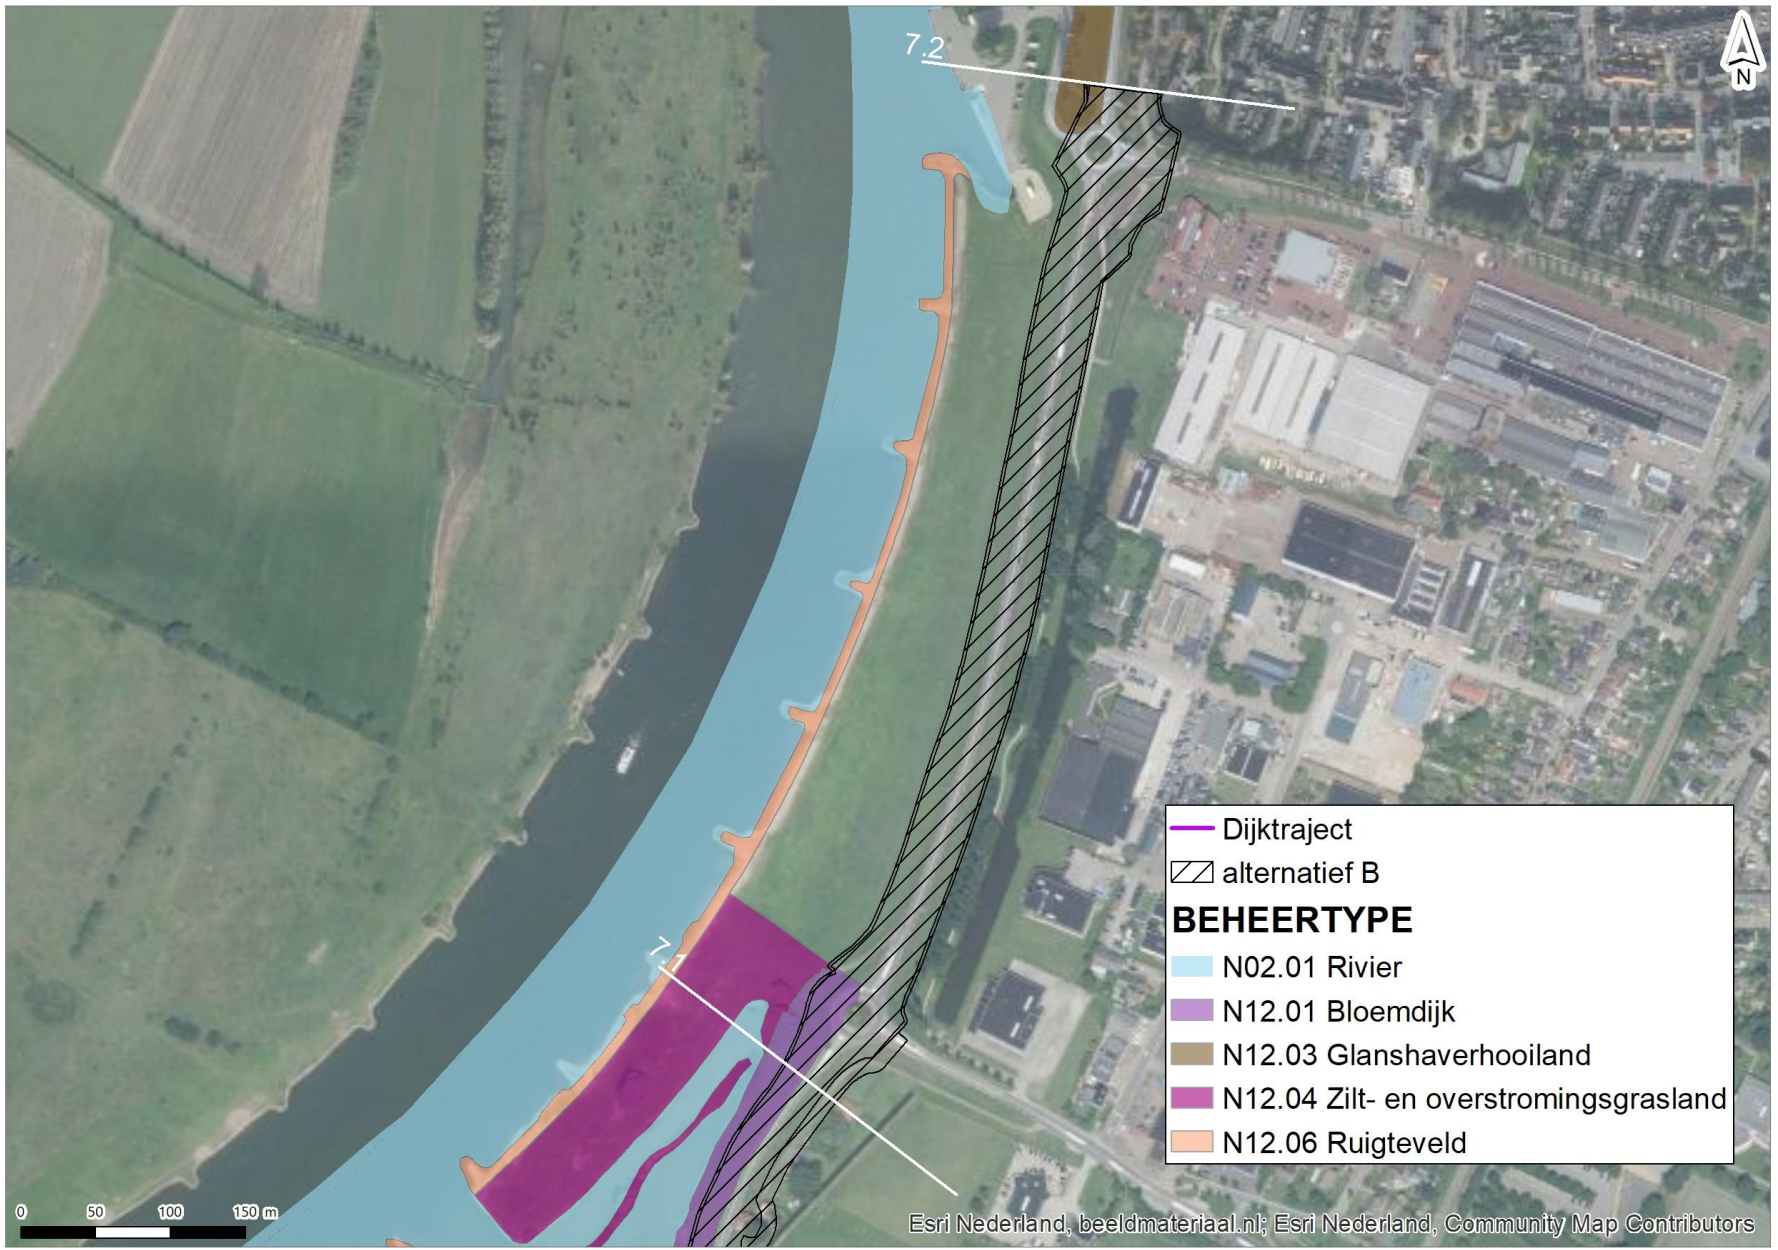 7.2
N
7.1
Dijktraject
alternatief B
BEHEERTYPE
N02.01 Rivier
N12.01 Bloemdijk
N12.03 Glanshaverhooiland
N12.04 Zilt- en overstromingsgrasland
N12.06 Ruigteveld
0 50 100 150 m
Esri Nederland, beeldmateriaal.nl; Esri Nederland, Community Map Contributors